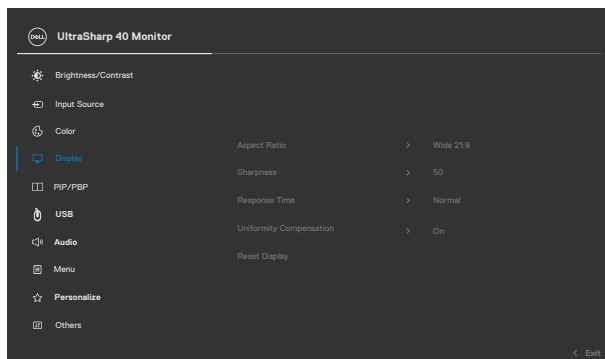 DELL UltraSharp 40 Monitor
Brightness/Contrast
Input Source
Color
Display
PIP/PBP
USB
Audio
Menu
Personalize
Others
Aspect Ratio > Wide 21:9
Sharpness > 50
Response Time > Normal
Uniformity Compensation > On
Reset Display
< Exit